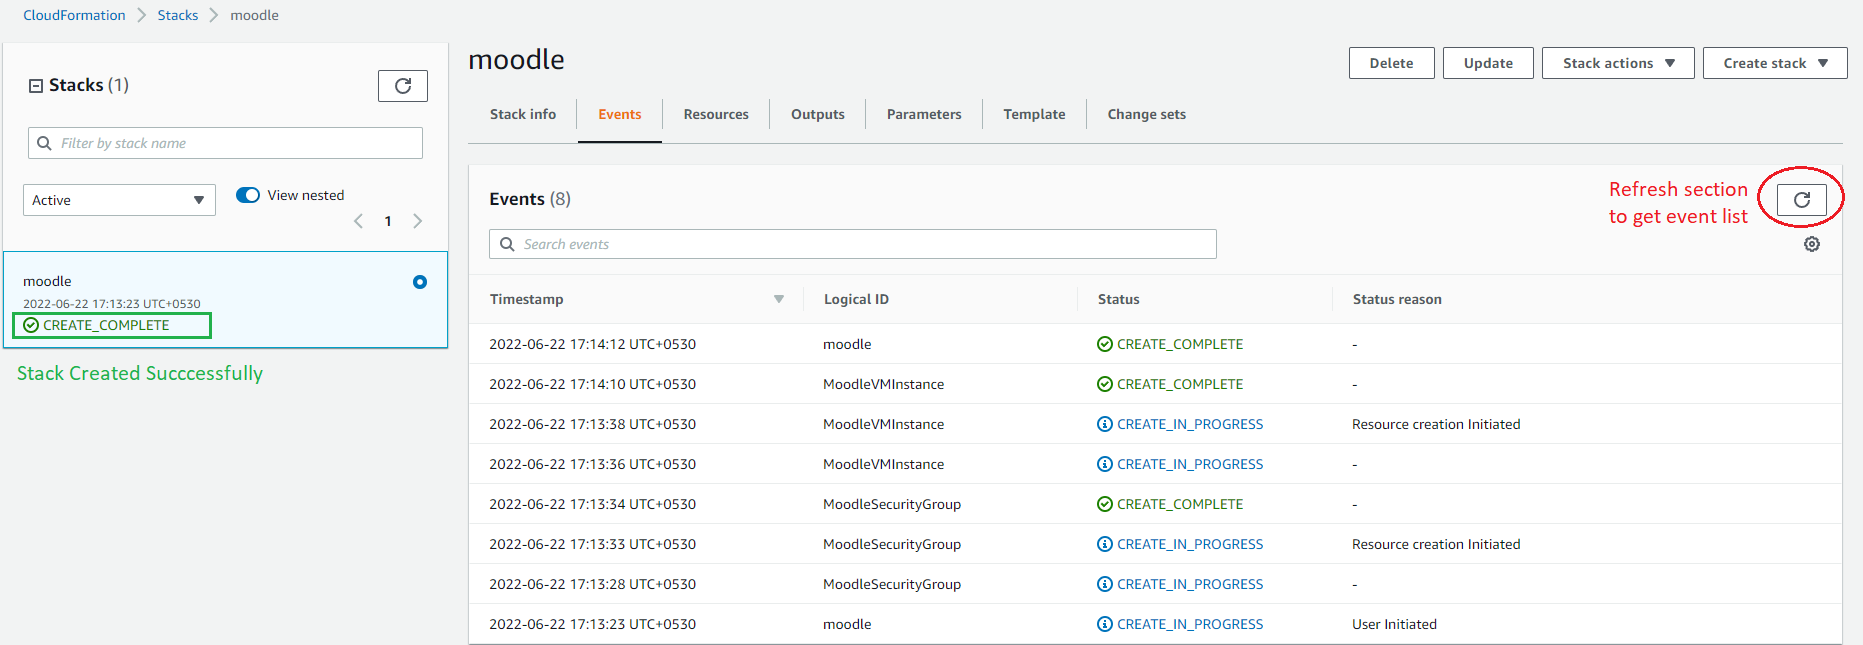 CloudFormation > Stacks > moodle
Stacks (1)
Filter by stack name
Active
View nested
1
moodle
2022-06-22 17:13:23 UTC+0530
CREATE_COMPLETE
Stack Created Succcessfully
moodle
Delete Update Stack actions Create stack
Stack info Events Resources Outputs Parameters Template Change sets
Events (8)
Refresh section
to get event list
Search events
Timestamp Logical ID Status Status reason
2022-06-22 17:14:12 UTC+0530 moodle CREATE_COMPLETE -
2022-06-22 17:14:10 UTC+0530 MoodleVMInstance CREATE_COMPLETE -
2022-06-22 17:13:38 UTC+0530 MoodleVMInstance CREATE_IN_PROGRESS Resource creation Initiated
2022-06-22 17:13:36 UTC+0530 MoodleVMInstance CREATE_IN_PROGRESS -
2022-06-22 17:13:34 UTC+0530 MoodleSecurityGroup CREATE_COMPLETE -
2022-06-22 17:13:33 UTC+0530 MoodleSecurityGroup CREATE_IN_PROGRESS Resource creation Initiated
2022-06-22 17:13:28 UTC+0530 MoodleSecurityGroup CREATE_IN_PROGRESS -
2022-06-22 17:13:23 UTC+0530 moodle CREATE_IN_PROGRESS User Initiated